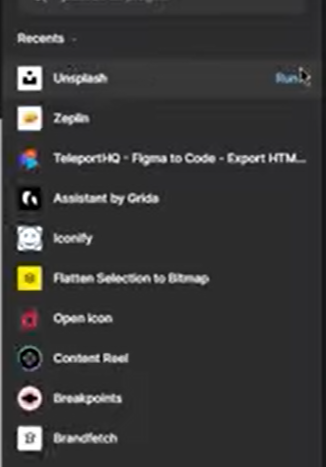 Recents
Unsplash
Run
Zeplin
TeleportHQ - Figma to Code - Export HTM...
Assistant by Grida
Iconify
Flatten Selection to Bitmap
Open Icon
Content Reel
Breakpoints
Brandfetch